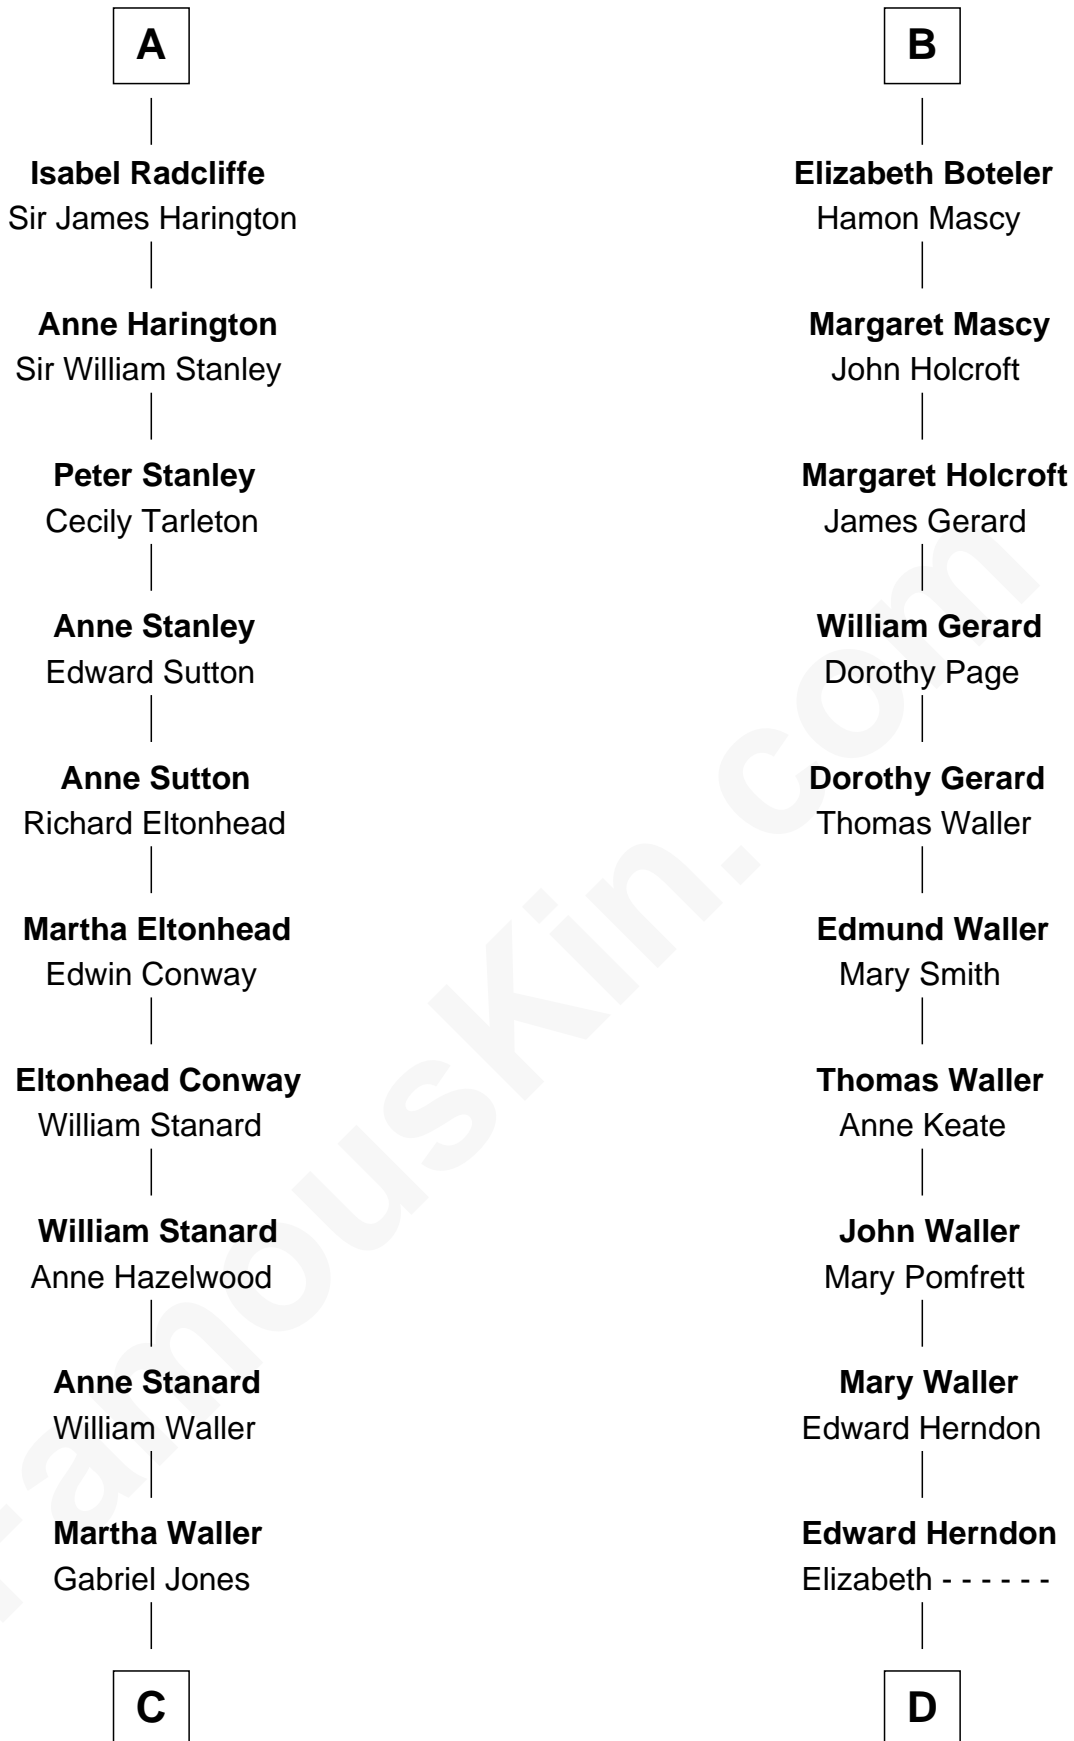 A
Isabel Radcliffe
Sir James Harington
Anne Harington
Sir William Stanley
Peter Stanley
Cecily Tarleton
Anne Stanley
Edward Sutton
Anne Sutton
Richard Eltonhead
Martha Eltonhead
Edwin Conway
Eltonhead Conway
William Stanard
William Stanard
Anne Hazelwood
Anne Stanard
William Waller
Martha Waller
Gabriel Jones
C
B
Elizabeth Boteler
Hamon Mascy
Margaret Mascy
John Holcroft
Margaret Holcroft
James Gerard
William Gerard
Dorothy Page
Dorothy Gerard
Thomas Waller
Edmund Waller
Mary Smith
Thomas Waller
Anne Keate
John Waller
Mary Pomfrett
Mary Waller
Edward Herndon
Edward Herndon
Elizabeth - - - - - -
D
FamousKin.com